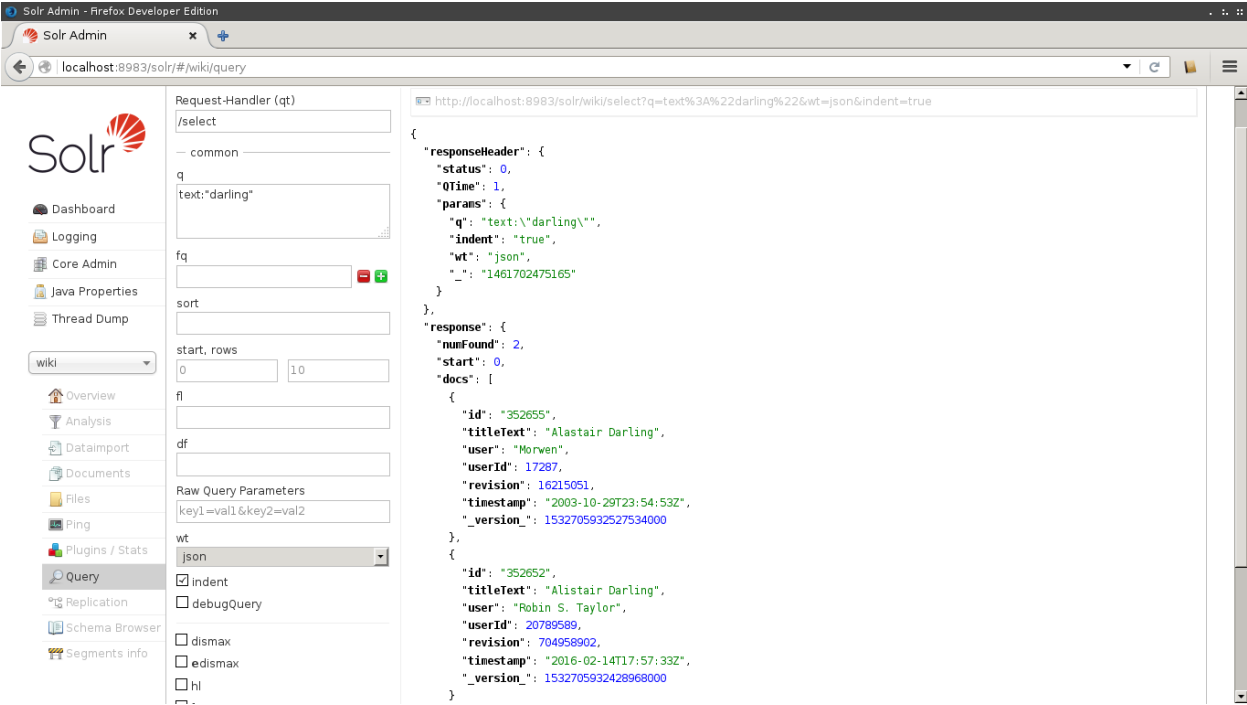 Solr Admin - Firefox Developer Edition
Solr Admin
localhost:8983/solr/#/wiki/query
Solr
Dashboard
Logging
Core Admin
Java Properties
Thread Dump
wiki
Overview
Analysis
Dataimport
Documents
Files
Ping
Plugins / Stats
Query
Replication
Schema Browser
Segments info
Request-Handler (qt)
/select
common
q
text:"darling"
fq
sort
start, rows
0 10
fl
df
Raw Query Parameters
key1=val1&key2=val2
wt
json
indent
debugQuery
dismax
edismax
hl
http://localhost:8983/solr/wiki/select?q=text%3A%22darling%22&wt=json&indent=true
{
"responseHeader": {
"status": 0,
"QTime": 1,
"params": {
"q": "text:\"darling\"",
"indent": "true",
"wt": "json",
"_": "1461702475165"
}
},
"response": {
"numFound": 2,
"start": 0,
"docs": [
{
"id": "352655",
"titleText": "Alastair Darling",
"user": "Morwen",
"userId": 17287,
"revision": 16215051,
"timestamp": "2003-10-29T23:54:53Z",
"_version_": 1532705932527534000
},
{
"id": "352652",
"titleText": "Alistair Darling",
"user": "Robin S. Taylor",
"userId": 20789589,
"revision": 704958902,
"timestamp": "2016-02-14T17:57:33Z",
"_version_": 1532705932428968000
}